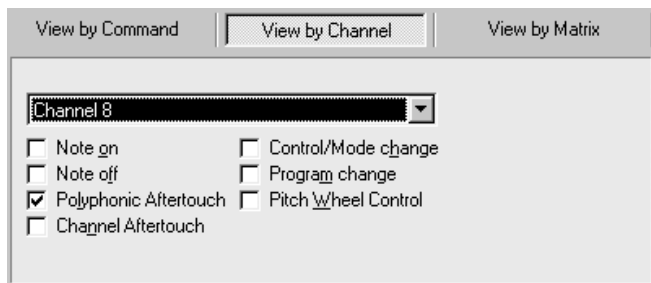 View by Command View by Channel View by Matrix
Channel 8
Note on Control/Mode change
Note off Program change
Polyphonic Aftertouch Pitch Wheel Control
Channel Aftertouch